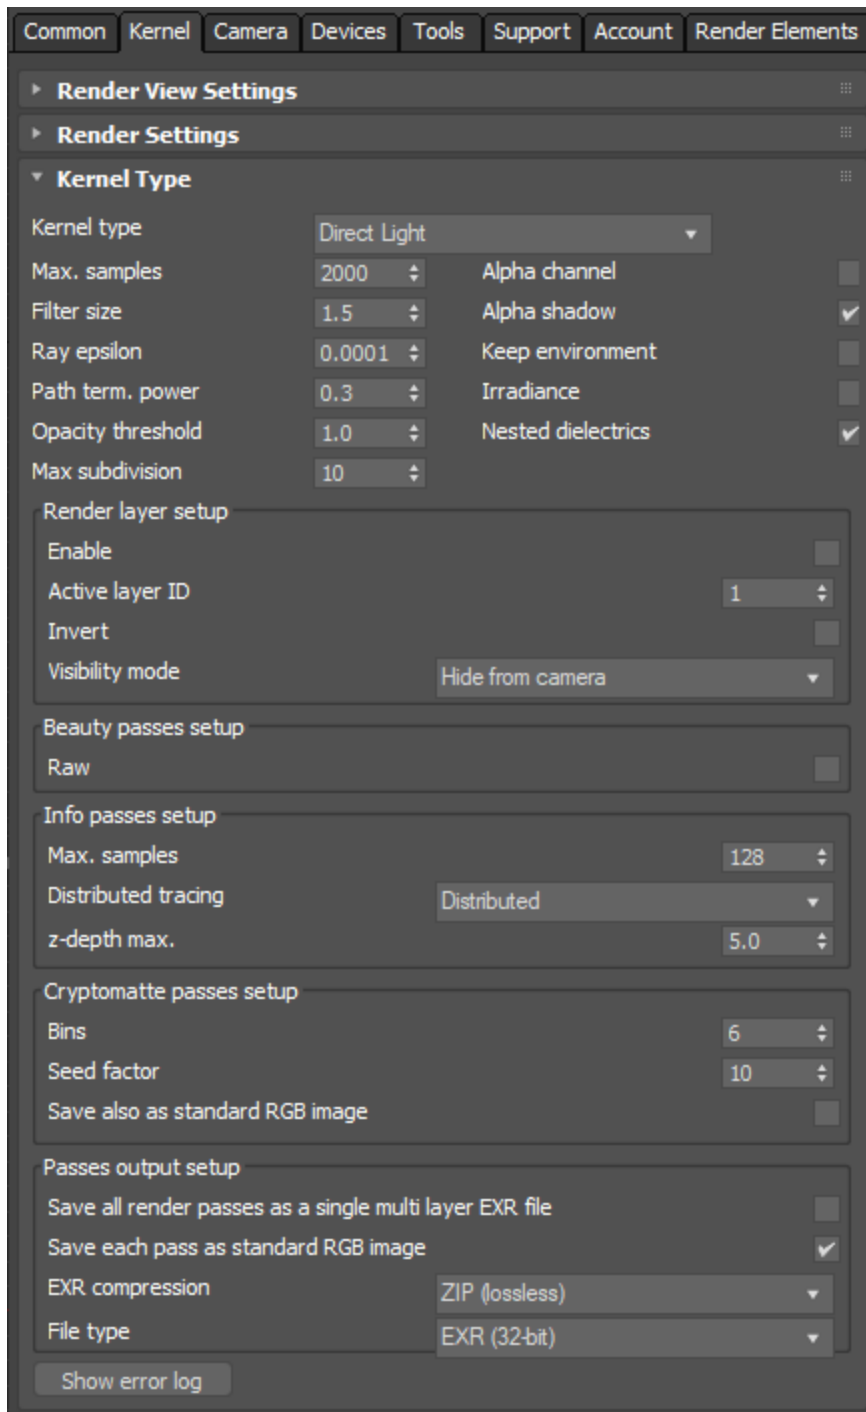 Common Kernel Camera Devices Tools Support Account Render Elements
Render View Settings
Render Settings
Kernel Type
Kernel type Direct Light
Max. samples 2000 Alpha channel
Filter size 1.5 Alpha shadow
Ray epsilon 0.0001 Keep environment
Path term. power 0.3 Irradiance
Opacity threshold 1.0 Nested dielectrics
Max subdivision 10
Render layer setup
Enable
Active layer ID 1
Invert
Visibility mode Hide from camera
Beauty passes setup
Raw
Info passes setup
Max. samples 128
Distributed tracing Distributed
z-depth max. 5.0
Cryptomatte passes setup
Bins 6
Seed factor 10
Save also as standard RGB image
Passes output setup
Save all render passes as a single multi layer EXR file
Save each pass as standard RGB image
EXR compression ZIP (lossless)
File type EXR (32-bit)
Show error log